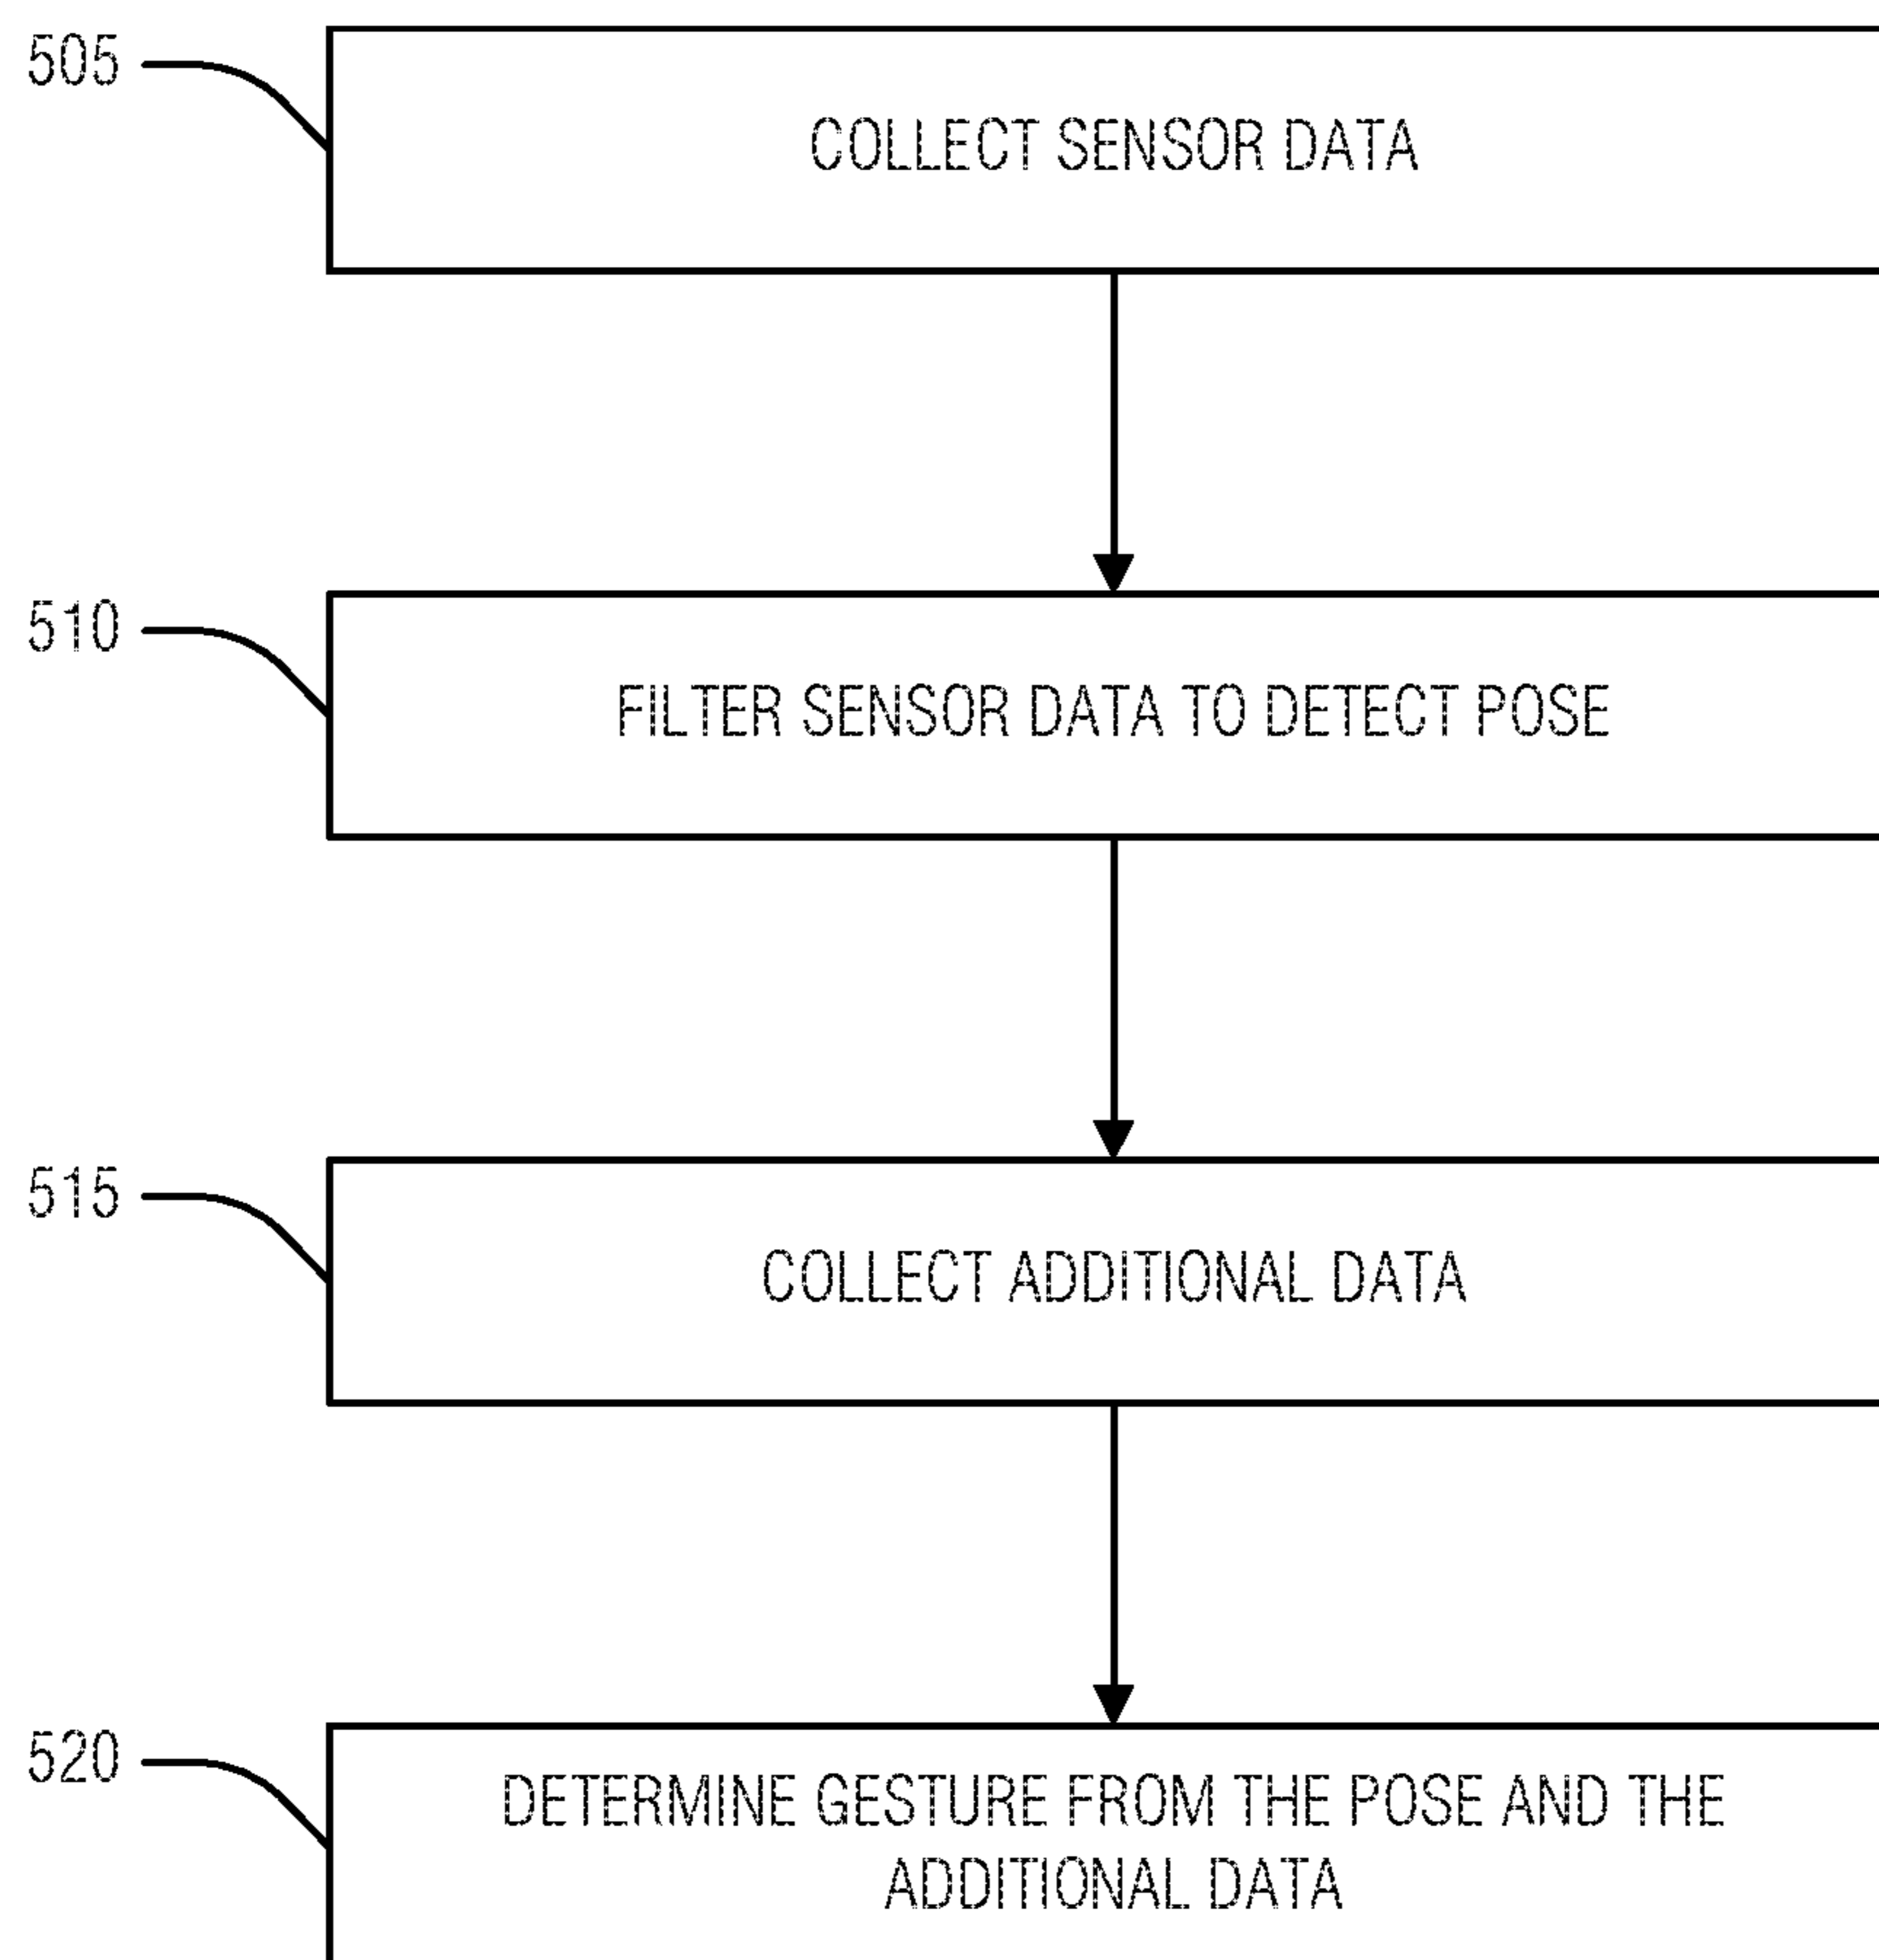 505
COLLECT SENSOR DATA
510
FILTER SENSOR DATA TO DETECT POSE
515
COLLECT ADDITIONAL DATA
520
DETERMINE GESTURE FROM THE POSE AND THE
ADDITIONAL DATA